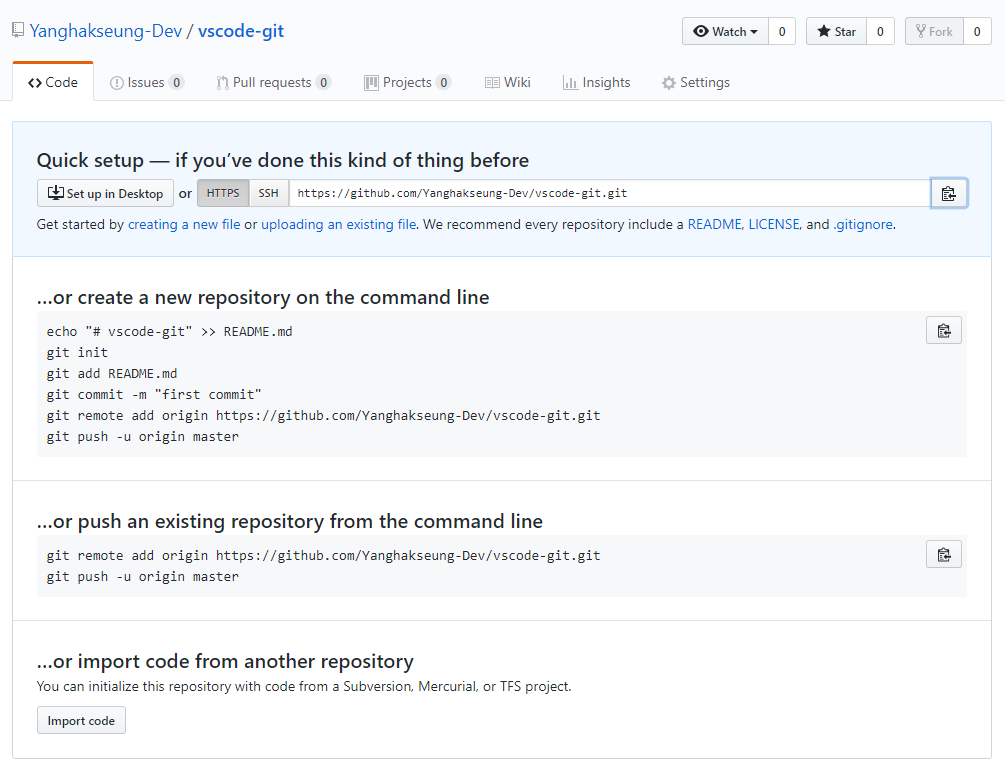 Yanghakseung-Dev / vscode-git
Watch 0 Star 0 Fork 0
Code Issues 0 Pull requests 0 Projects 0 Wiki Insights Settings
Quick setup — if you’ve done this kind of thing before
Set up in Desktop or HTTPS SSH https://github.com/Yanghakseung-Dev/vscode-git.git
Get started by creating a new file or uploading an existing file. We recommend every repository include a README, LICENSE, and .gitignore.
…or create a new repository on the command line
echo "# vscode-git" >> README.md
git init
git add README.md
git commit -m "first commit"
git remote add origin https://github.com/Yanghakseung-Dev/vscode-git.git
git push -u origin master
…or push an existing repository from the command line
git remote add origin https://github.com/Yanghakseung-Dev/vscode-git.git
git push -u origin master
…or import code from another repository
You can initialize this repository with code from a Subversion, Mercurial, or TFS project.
Import code